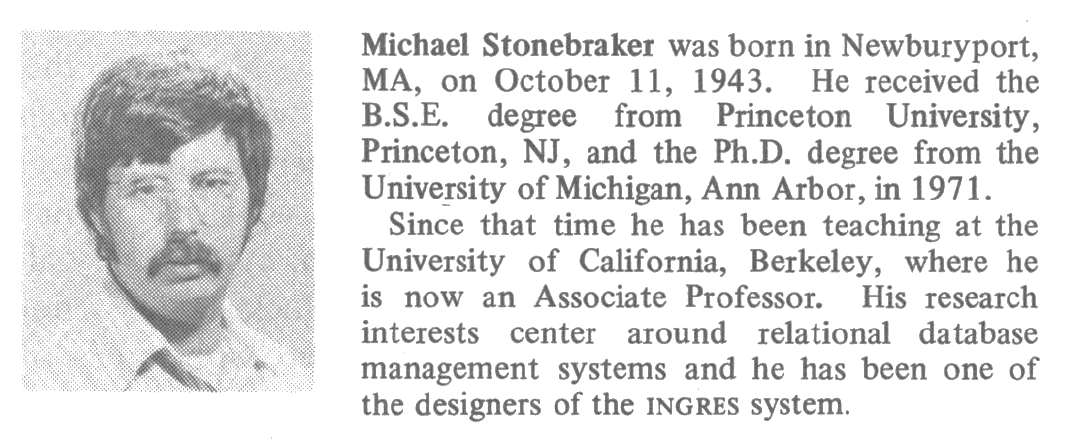 Michael Stonebraker was born in Newburyport,
MA, on October 11, 1943. He received the
B.S.E. degree from Princeton University,
Princeton, NJ, and the Ph.D. degree from the
University of Michigan, Ann Arbor, in 1971.
Since that time he has been teaching at the
University of California, Berkeley, where he
is now an Associate Professor. His research
interests center around relational database
management systems and he has been one of
the designers of the INGRES system.